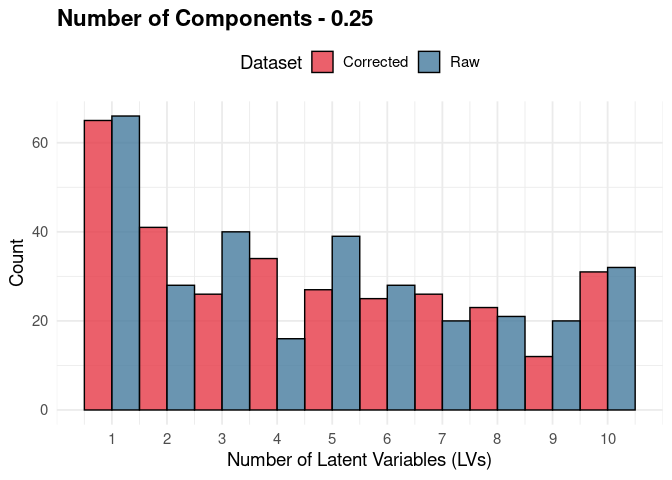 Number of Components - 0.25
Dataset Corrected Raw
60
40
20
0
Count
1 2 3 4 5 6 7 8 9 10
Number of Latent Variables (LVs)